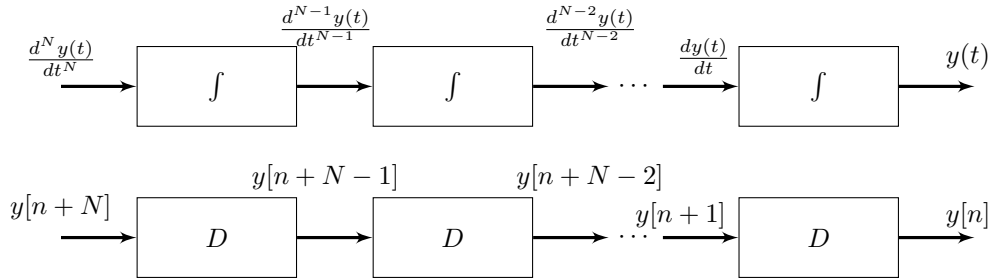 d^N y(t)/dt^N ∫ d^{N−1} y(t)/dt^{N−1} ∫ d^{N−2} y(t)/dt^{N−2} ··· dy(t)/dt ∫ y(t)
y[n + N] D y[n + N − 1] D y[n + N − 2] ··· y[n + 1] D y[n]